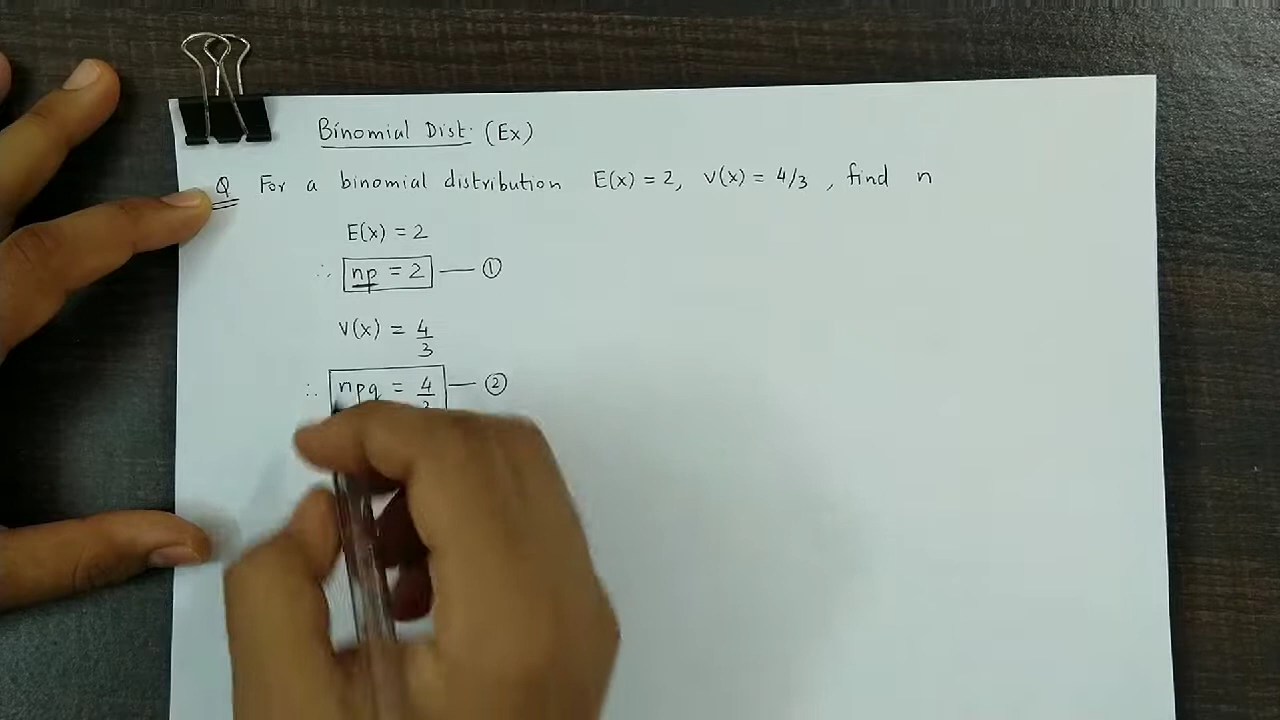 Binomial Dist. (Ex)
Q For a binomial distribution E(x) = 2, V(x) = 4/3 , find n
E(x) = 2
∴ np = 2 — ①
V(x) = 4/3
∴ npq = 4/3 — ②